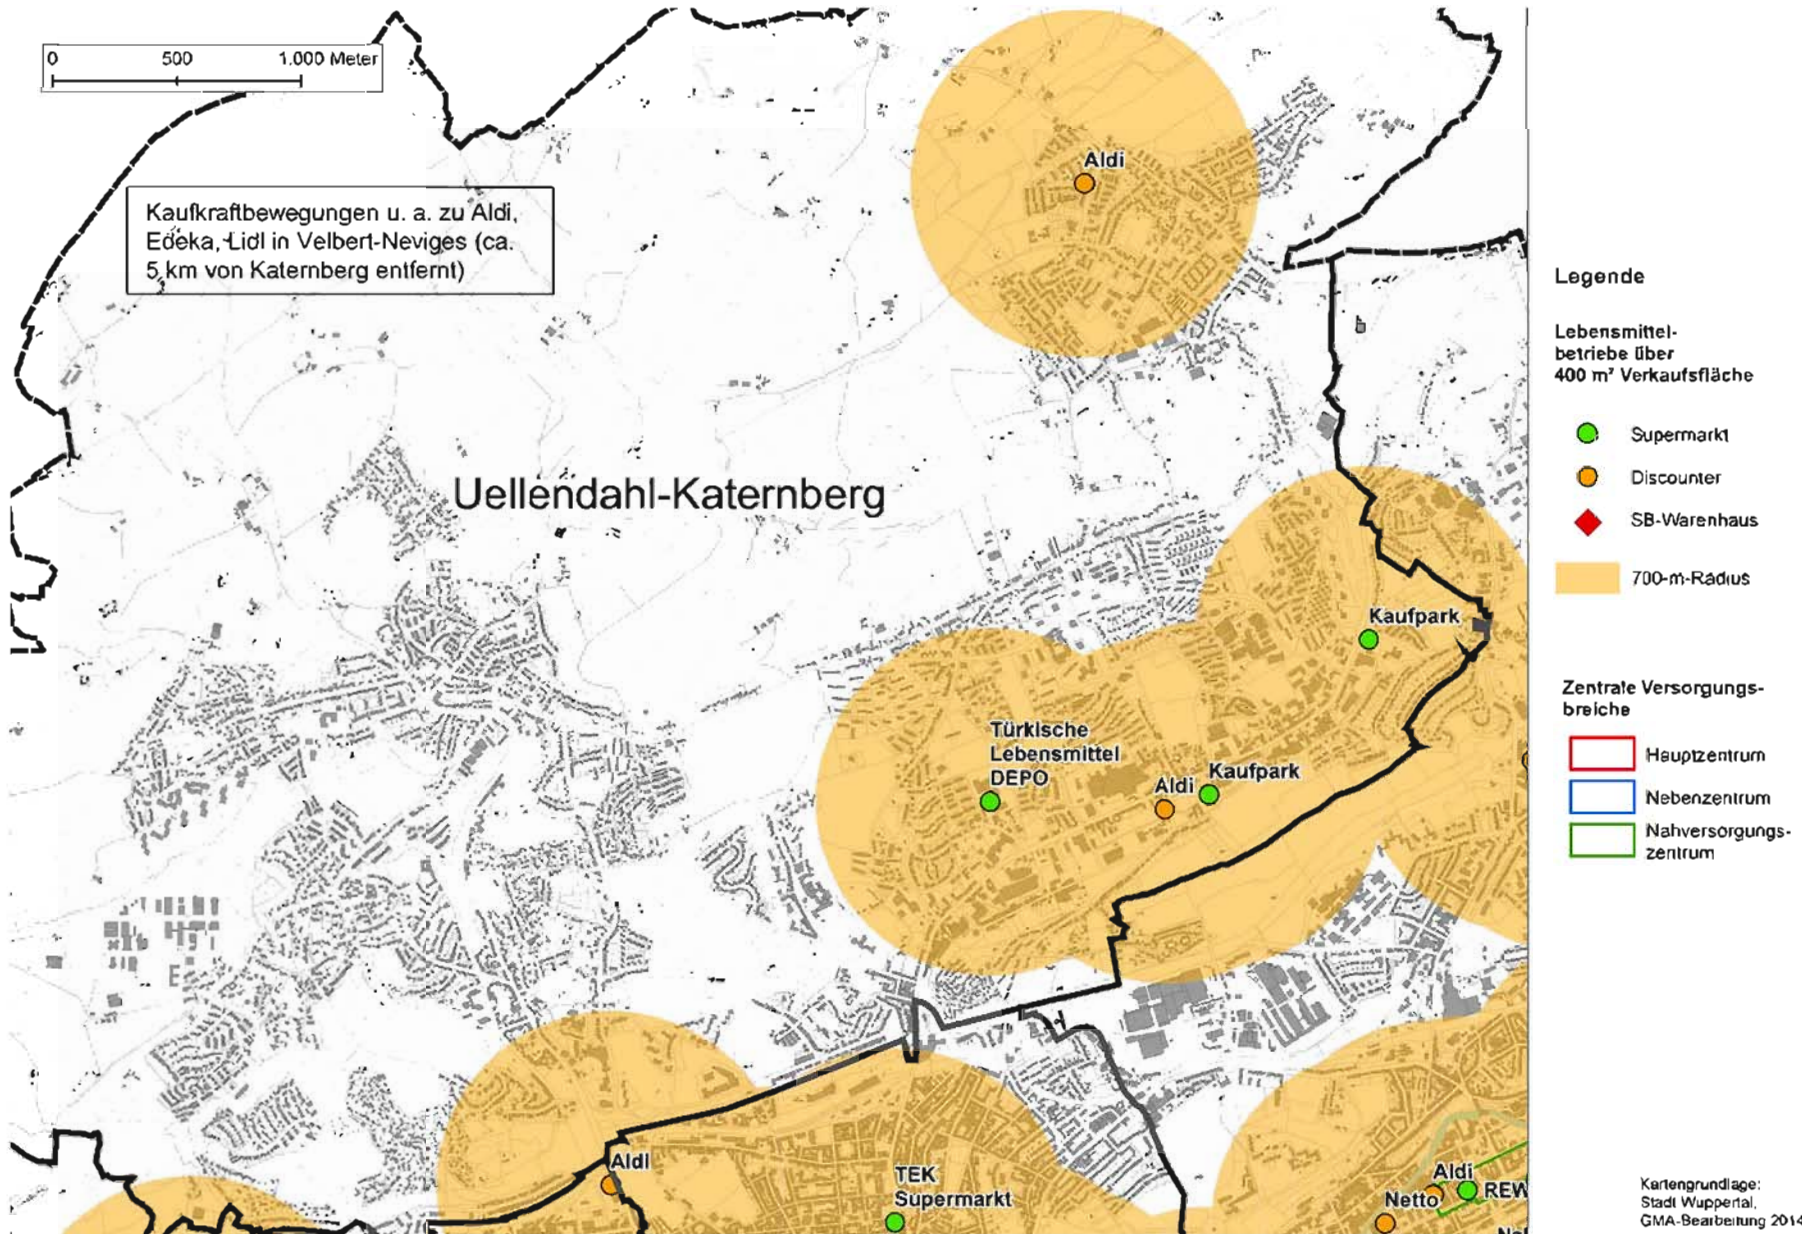 0 500 1.000 Meter
Kaufkraftbewegungen u. a. zu Aldi,
Edeka, Lidl in Velbert-Neviges (ca.
5 km von Katernberg entfernt)
Aldi
Uellendahl-Katernberg
Kaufpark
Türkische
Lebensmittel
DEPO
Aldi
Kaufpark
Aldi
TEK
Supermarkt
Aldi
REW
Netto
Legende
Lebensmittel-
betriebe über
400 m² Verkaufsfläche
Supermarkt
Discounter
SB-Warenhaus
700-m-Radius
Zentrale Versorgungs-
breiche
Hauptzentrum
Nebenzentrum
Nahversorgungs-
zentrum
Kartengrundlage:
Stadt Wuppertal,
GMA-Bearbeitung 2014